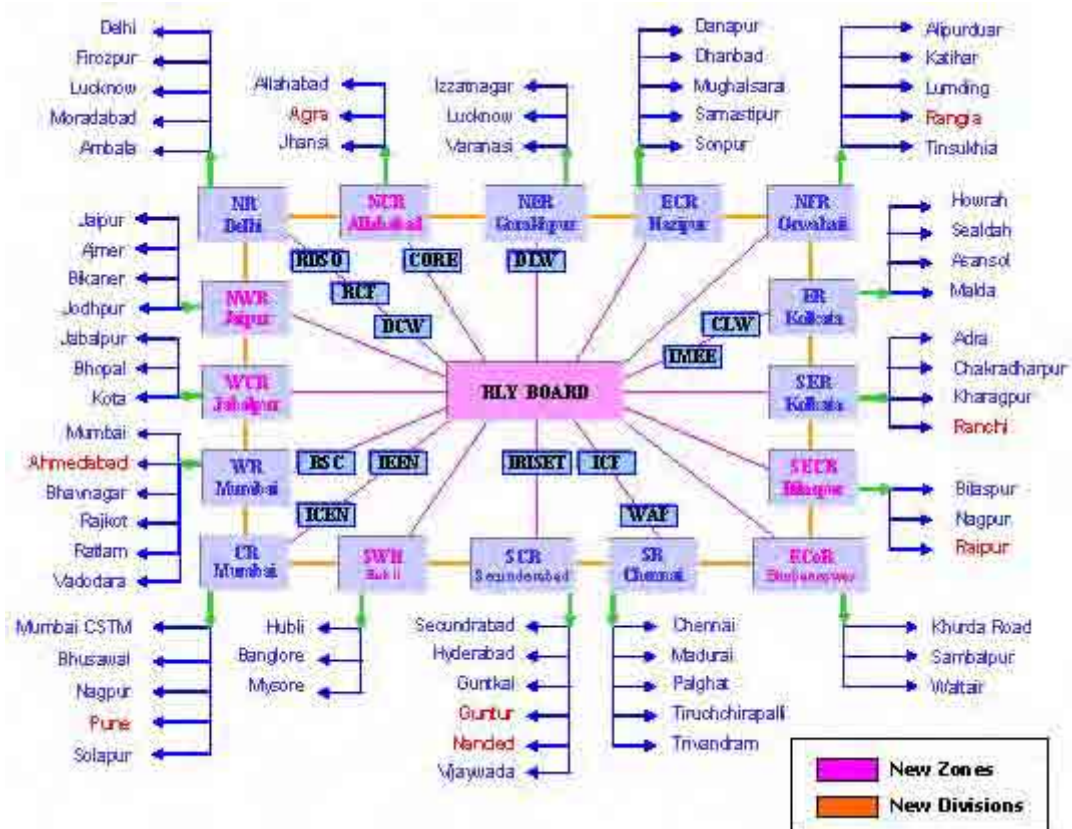 Delhi
Firozpur
Lucknow
Moradabad
Ambala
Allahabad
Agra
Jhansi
Izzatnagar
Lucknow
Varanasi
Danapur
Dhanbad
Mughalsarai
Samastipur
Sonpur
Alipurduar
Katihar
Lumding
Rangia
Tinsukhia
NR
Delhi
NCR
Allahabad
NER
Gorakhpur
ECR
Hazipur
NFR
Guwahati
Jaipur
Ajmer
Bikaner
Jodhpur
RDSO
CORE
DLW
RCF
DCW
NWR
Jaipur
CLW
IMEE
ER
Kolkata
Howrah
Sealdah
Asansol
Malda
Jabalpur
Bhopal
Kota
WCR
Jabalpur
RLY BOARD
SER
Kolkata
Adra
Chakradharpur
Kharagpur
Ranchi
Mumbai
Ahmedabad
Bhavnagar
Rajkot
Ratlam
Vadodara
WR
Mumbai
RSC
IEEN
IRISET
ICF
ICEN
WAP
SECR
Bilaspur
Bilaspur
Nagpur
Raipur
CR
Mumbai
SWR
Hubli
SCR
Secunderabad
SR
Chennai
ECoR
Bhubaneswar
Mumbai CSTM
Bhusawal
Nagpur
Pune
Solapur
Hubli
Banglore
Mysore
Secundrabad
Hyderabad
Guntkal
Guntur
Nanded
Vijaywada
Chennai
Madurai
Palghat
Tiruchchirapalli
Trivandram
Khurda Road
Sambalpur
Waltair
New Zones
New Divisions